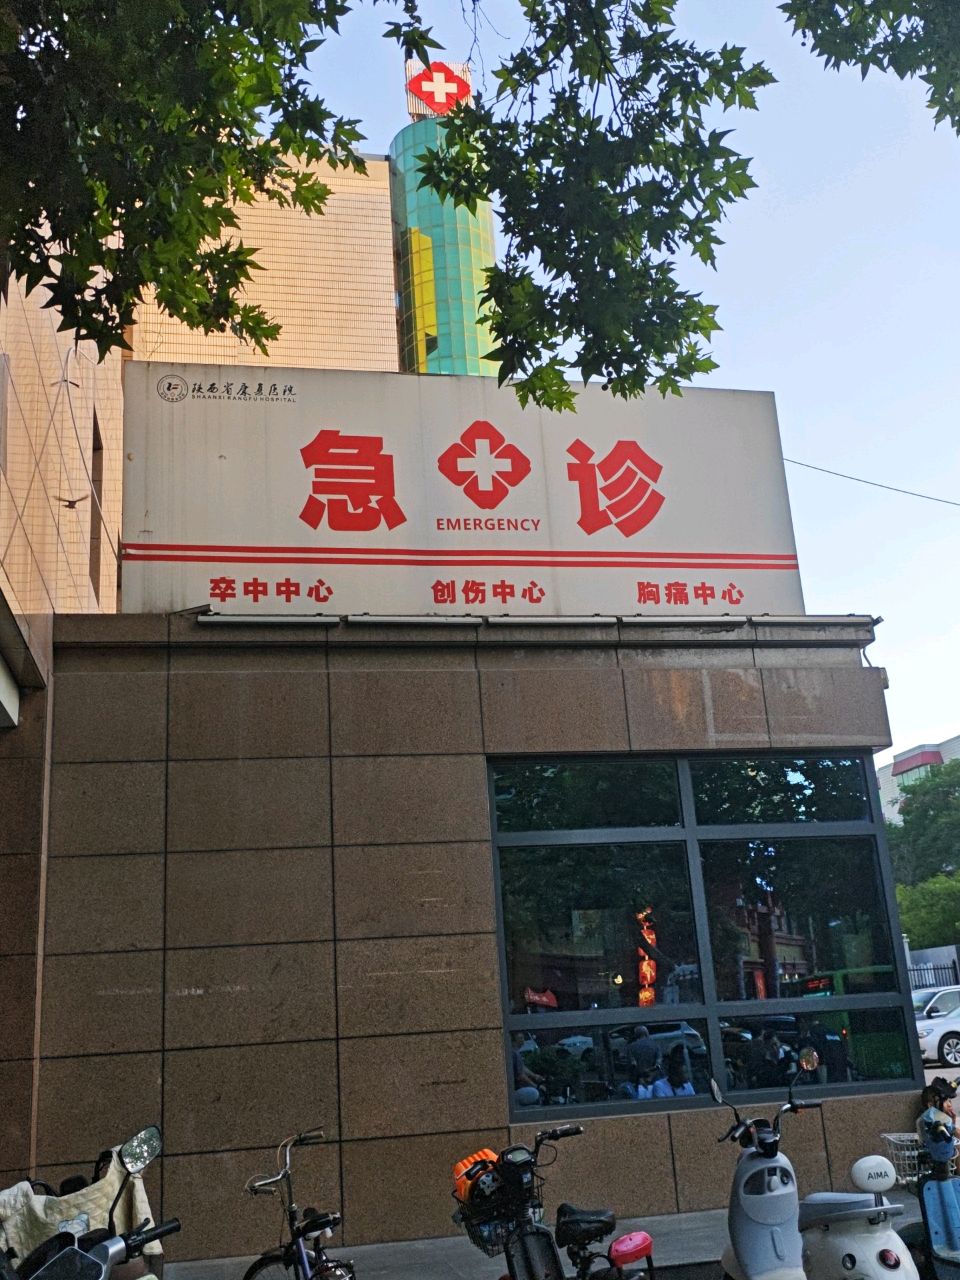 陕西省康复医院
SHAANXI KANGFU HOSPITAL
急诊
EMERGENCY
卒中中心 创伤中心 胸痛中心
AIMA